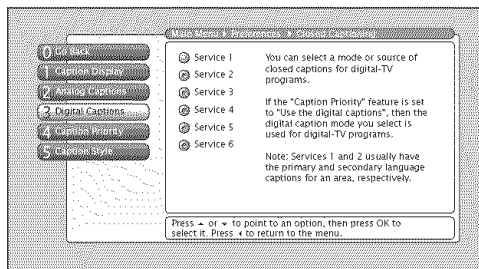 Main Menu ▸ Preferences ▸ Closed Captioning
0 Go Back
1 Caption Display
2 Analog Captions
3 Digital Captions
4 Caption Priority
5 Caption Style
Service 1
Service 2
Service 3
Service 4
Service 5
Service 6
You can select a mode or source of
closed captions for digital-TV
programs.
If the "Caption Priority" feature is set
to "Use the digital captions", then the
digital caption mode you select is
used for digital-TV programs.
Note: Services 1 and 2 usually have
the primary and secondary language
captions for an area, respectively.
Press ▲ or ▼ to point to an option, then press OK to
select it. Press ◂ to return to the menu.